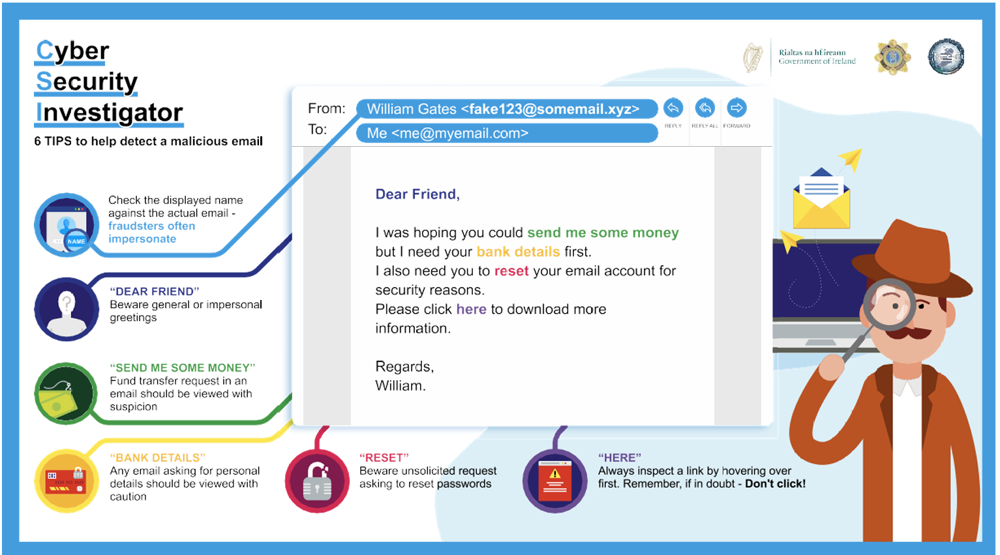 Cyber
Security
Investigator
6 TIPS to help detect a malicious email
Rialtas na hÉireann
Government of Ireland
From: William Gates <fake123@somemail.xyz>
To: Me <me@myemail.com>
REPLY
REPLY ALL
FORWARD
Dear Friend,
I was hoping you could send me some money
but I need your bank details first.
I also need you to reset your email account for
security reasons.
Please click here to download more
information.
Regards,
William.
Check the displayed name
against the actual email -
fraudsters often
impersonate
NAME
“DEAR FRIEND”
Beware general or impersonal
greetings
“SEND ME SOME MONEY”
Fund transfer request in an
email should be viewed with
suspicion
“BANK DETAILS”
Any email asking for personal
details should be viewed with
caution
“RESET”
Beware unsolicited request
asking to reset passwords
“HERE”
Always inspect a link by hovering over
first. Remember, if in doubt - Don't click!